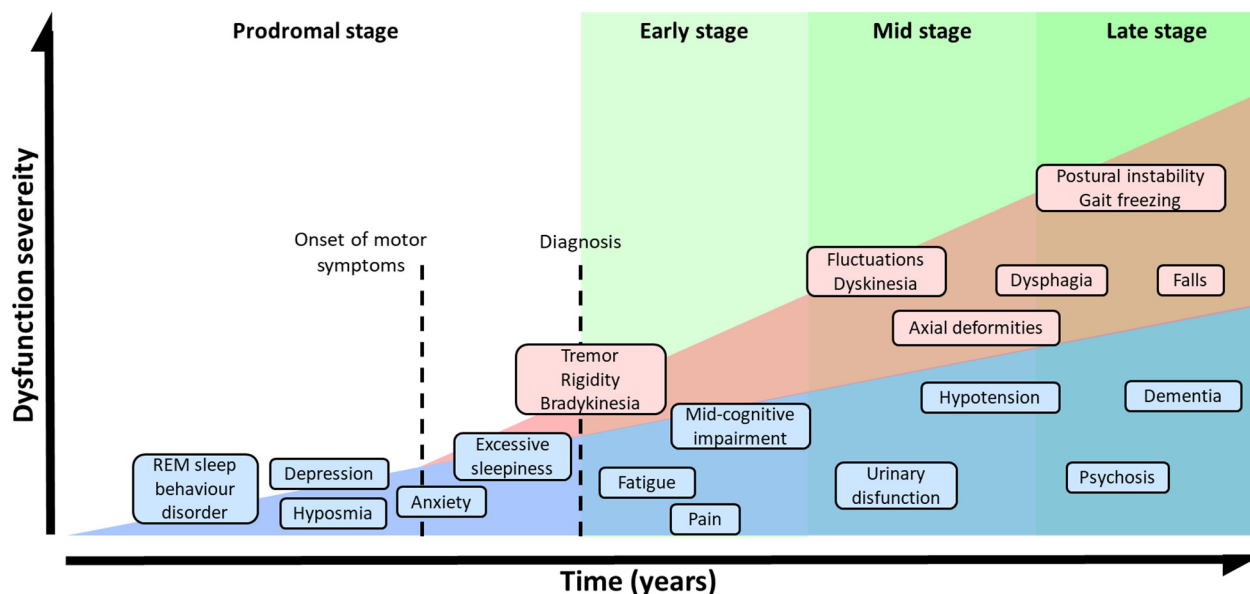 Prodromal stage
Early stage
Mid stage
Late stage
Dysfunction severeity
Onset of motor
symptoms
Diagnosis
Postural instability
Gait freezing
Fluctuations
Dyskinesia
Dysphagia
Falls
Axial deformities
Tremor
Rigidity
Bradykinesia
Hypotension
Dementia
Mid-cognitive
impairment
Excessive
sleepiness
REM sleep
behaviour
disorder
Depression
Hyposmia
Anxiety
Fatigue
Pain
Urinary
disfunction
Psychosis
Time (years)